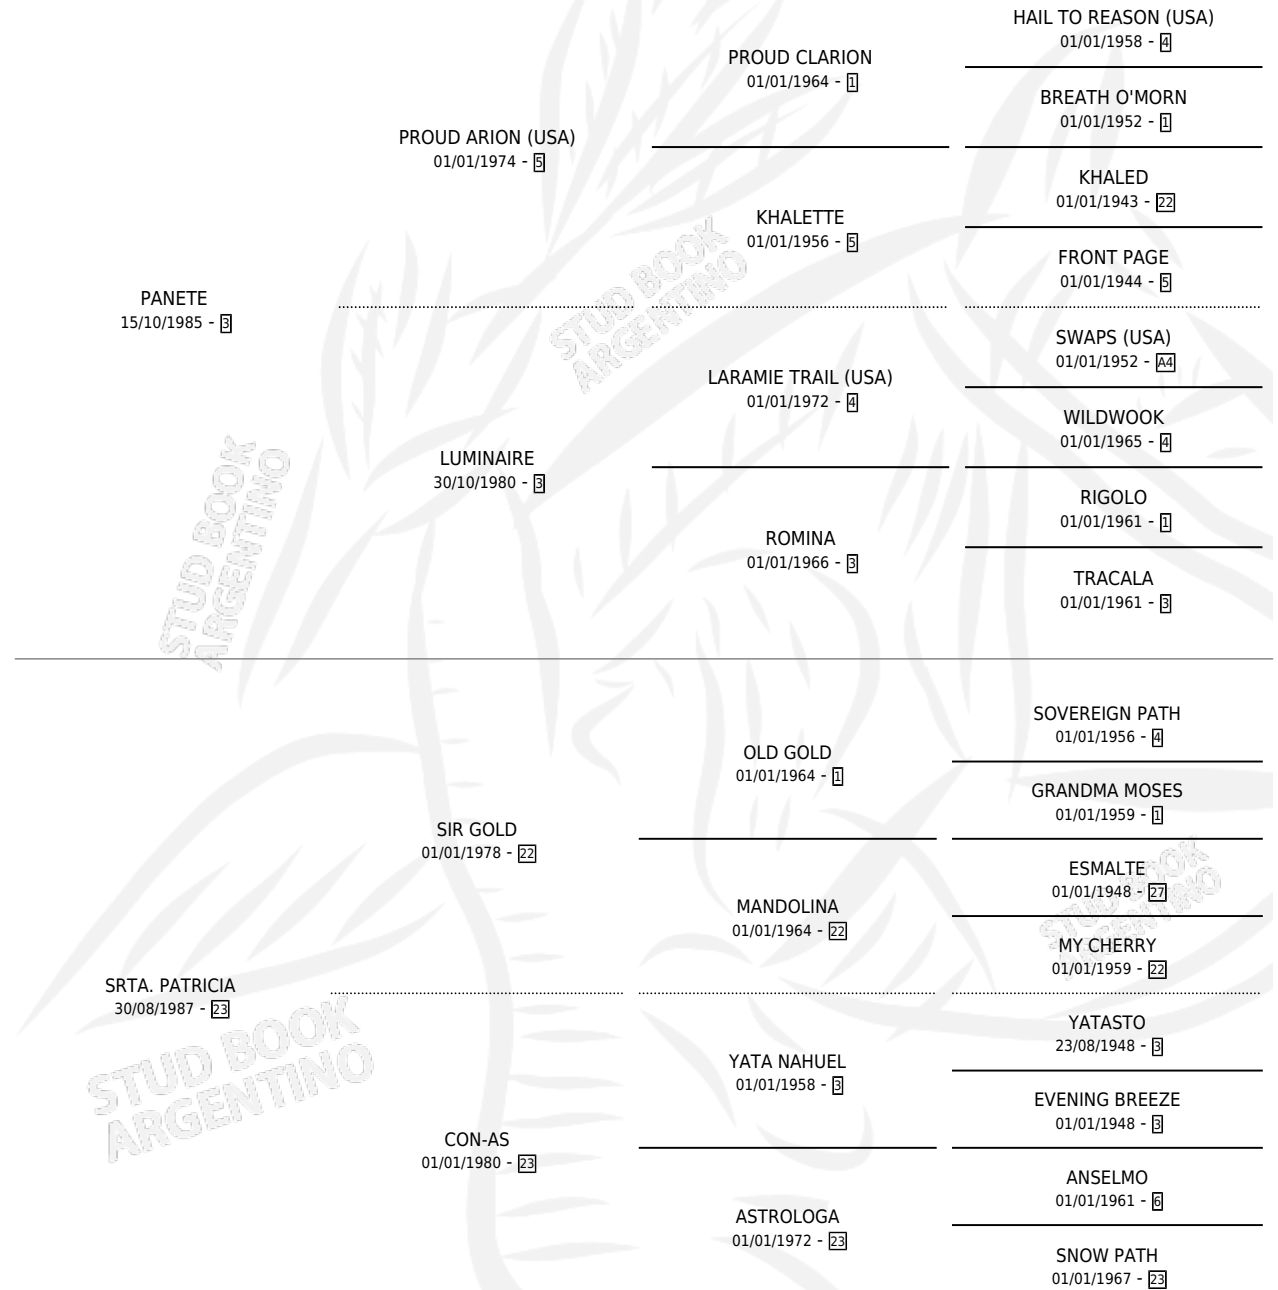 HAIL TO REASON (USA)
01/01/1958 - 4
PROUD CLARION
01/01/1964 - 1
BREATH O'MORN
01/01/1952 - 1
PROUD ARION (USA)
01/01/1974 - 5
KHALED
01/01/1943 - 22
KHALETTE
01/01/1956 - 5
FRONT PAGE
01/01/1944 - 5
PANETE
15/10/1985 - 3
SWAPS (USA)
01/01/1952 - A4
LARAMIE TRAIL (USA)
01/01/1972 - 4
WILDWOOK
01/01/1965 - 4
LUMINAIRE
30/10/1980 - 3
RIGOLO
01/01/1961 - 1
ROMINA
01/01/1966 - 3
TRACALA
01/01/1961 - 3
SOVEREIGN PATH
01/01/1956 - 4
OLD GOLD
01/01/1964 - 1
GRANDMA MOSES
01/01/1959 - 1
SIR GOLD
01/01/1978 - 22
ESMALTE
01/01/1948 - 27
MANDOLINA
01/01/1964 - 22
MY CHERRY
01/01/1959 - 22
SRTA. PATRICIA
30/08/1987 - 23
YATASTO
23/08/1948 - 3
YATA NAHUEL
01/01/1958 - 3
EVENING BREEZE
01/01/1948 - 3
CON-AS
01/01/1980 - 23
ANSELMO
01/01/1961 - 6
ASTROLOGA
01/01/1972 - 23
SNOW PATH
01/01/1967 - 23
STUD BOOK
ARGENTINO
STUD BOOK
ARGENTINO
STUD BOOK
ARGENTINO
STUD BOOK
ARGENTINO